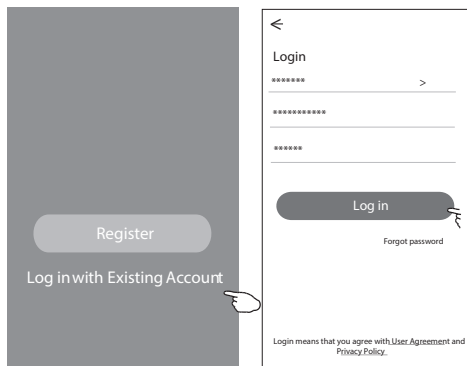 Register
Log in with Existing Account
Login
******* >
***********
******
Log in
Forgot password
Login means that you agree with User Agreement and
Privacy Policy